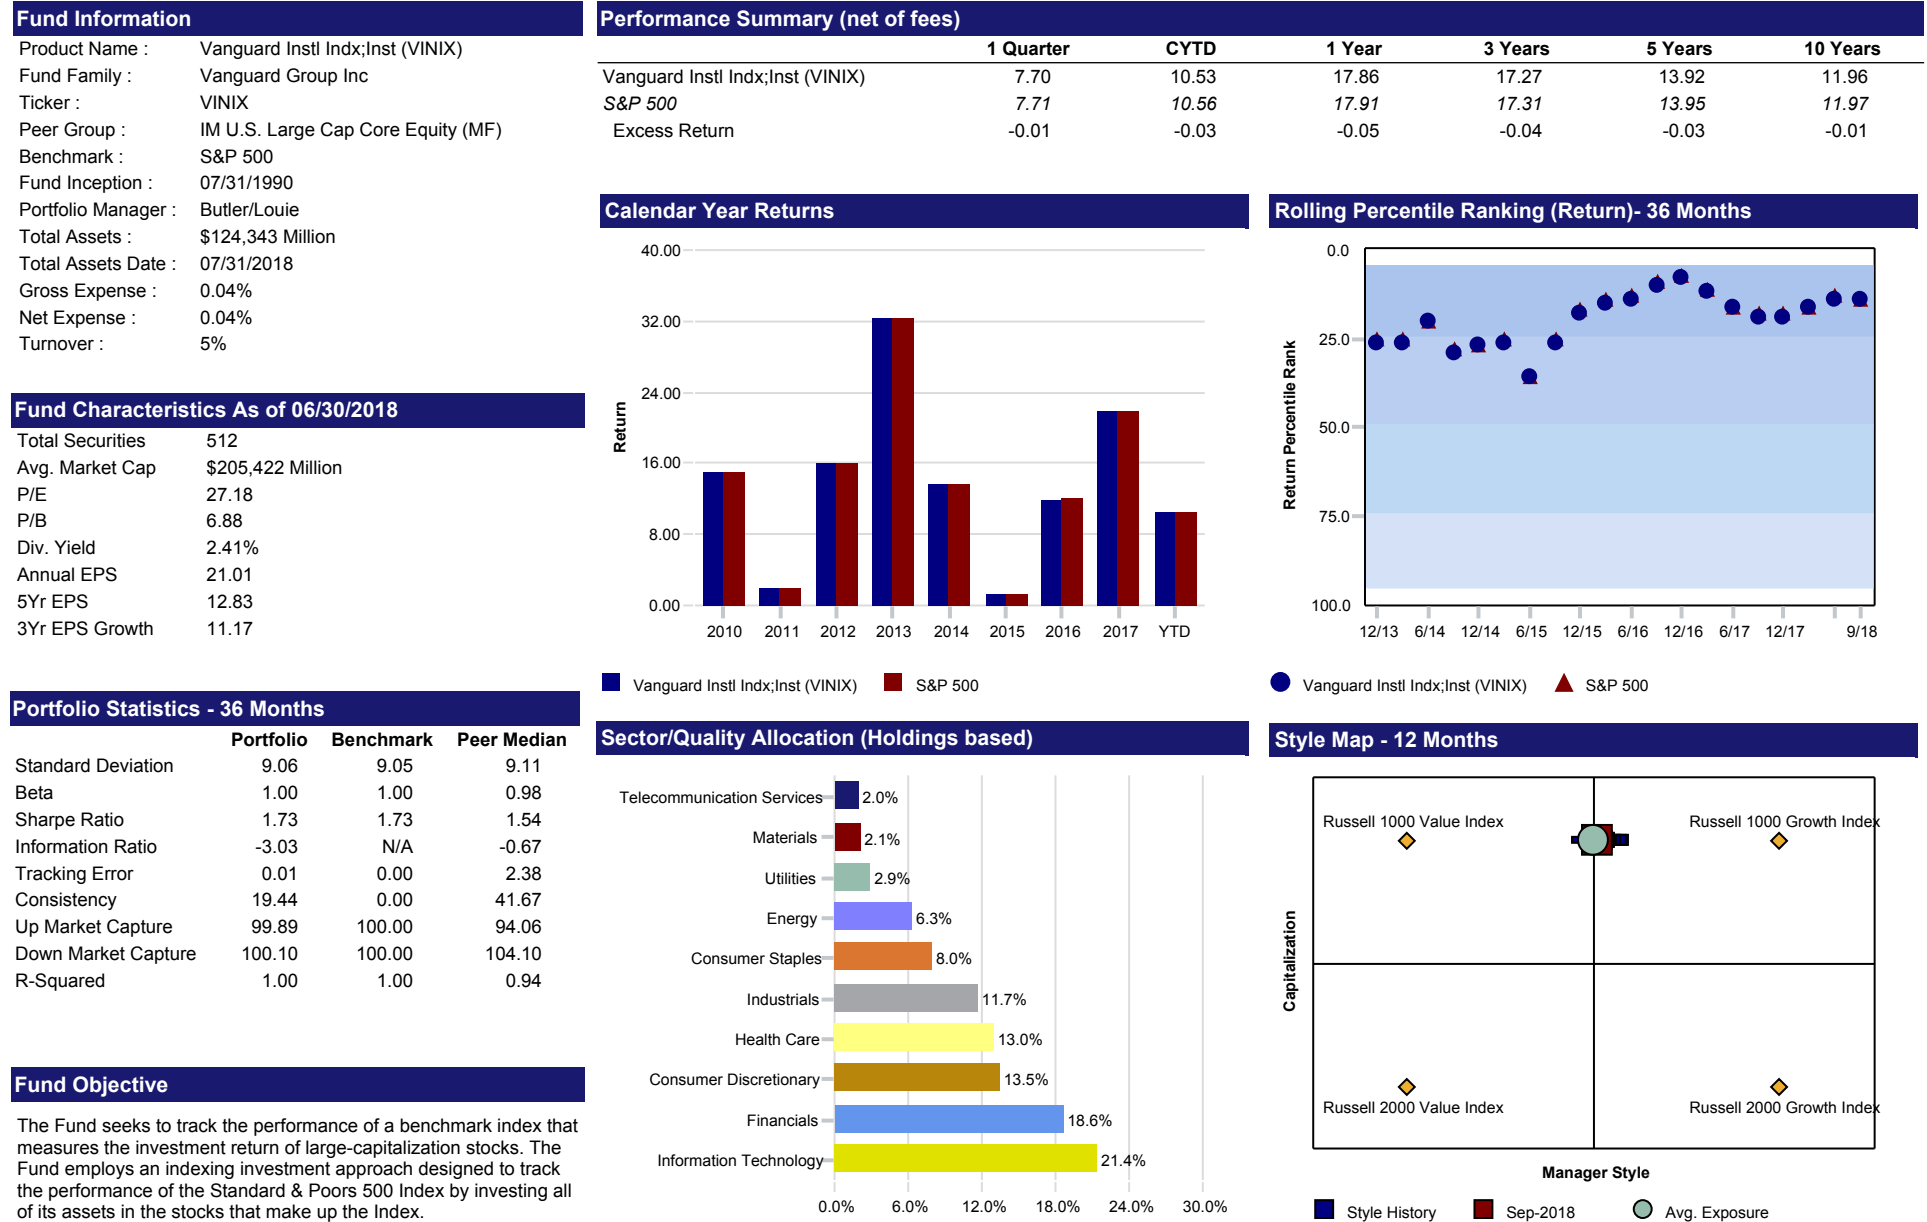 Fund Information
Product Name : Vanguard Instl Indx;Inst (VINIX)
Fund Family : Vanguard Group Inc
Ticker : VINIX
Peer Group : IM U.S. Large Cap Core Equity (MF)
Benchmark : S&P 500
Fund Inception : 07/31/1990
Portfolio Manager : Butler/Louie
Total Assets : $124,343 Million
Total Assets Date : 07/31/2018
Gross Expense : 0.04%
Net Expense : 0.04%
Turnover : 5%
Fund Characteristics As of 06/30/2018
Total Securities 512
Avg. Market Cap $205,422 Million
P/E 27.18
P/B 6.88
Div. Yield 2.41%
Annual EPS 21.01
5Yr EPS 12.83
3Yr EPS Growth 11.17
Portfolio Statistics - 36 Months
Portfolio Benchmark Peer Median
Standard Deviation 9.06 9.05 9.11
Beta 1.00 1.00 0.98
Sharpe Ratio 1.73 1.73 1.54
Information Ratio -3.03 N/A -0.67
Tracking Error 0.01 0.00 2.38
Consistency 19.44 0.00 41.67
Up Market Capture 99.89 100.00 94.06
Down Market Capture 100.10 100.00 104.10
R-Squared 1.00 1.00 0.94
Fund Objective
The Fund seeks to track the performance of a benchmark index that
measures the investment return of large-capitalization stocks. The
Fund employs an indexing investment approach designed to track
the performance of the Standard & Poors 500 Index by investing all
of its assets in the stocks that make up the Index.
Performance Summary (net of fees)
1 Quarter CYTD 1 Year 3 Years 5 Years 10 Years
Vanguard Instl Indx;Inst (VINIX) 7.70 10.53 17.86 17.27 13.92 11.96
S&P 500 7.71 10.56 17.91 17.31 13.95 11.97
Excess Return -0.01 -0.03 -0.05 -0.04 -0.03 -0.01
Calendar Year Returns
40.00
32.00
24.00
16.00
8.00
0.00
Return
2010 2011 2012 2013 2014 2015 2016 2017 YTD
Vanguard Instl Indx;Inst (VINIX) S&P 500
Rolling Percentile Ranking (Return)- 36 Months
0.0
25.0
50.0
75.0
100.0
Return Percentile Rank
12/13 6/14 12/14 6/15 12/15 6/16 12/16 6/17 12/17 9/18
Vanguard Instl Indx;Inst (VINIX) S&P 500
Sector/Quality Allocation (Holdings based)
Telecommunication Services 2.0%
Materials 2.1%
Utilities 2.9%
Energy 6.3%
Consumer Staples 8.0%
Industrials 11.7%
Health Care 13.0%
Consumer Discretionary 13.5%
Financials 18.6%
Information Technology 21.4%
0.0% 6.0% 12.0% 18.0% 24.0% 30.0%
Style Map - 12 Months
Russell 1000 Value Index Russell 1000 Growth Index
Capitalization
Russell 2000 Value Index Russell 2000 Growth Index
Manager Style
Style History Sep-2018 Avg. Exposure